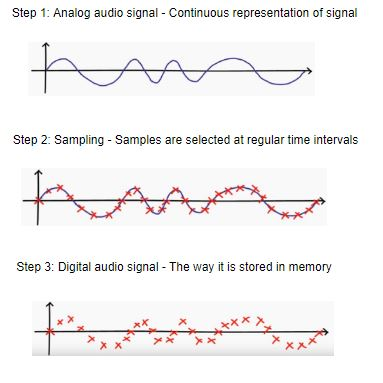 Step 1: Analog audio signal - Continuous representation of signal
Step 2: Sampling - Samples are selected at regular time intervals
Step 3: Digital audio signal - The way it is stored in memory